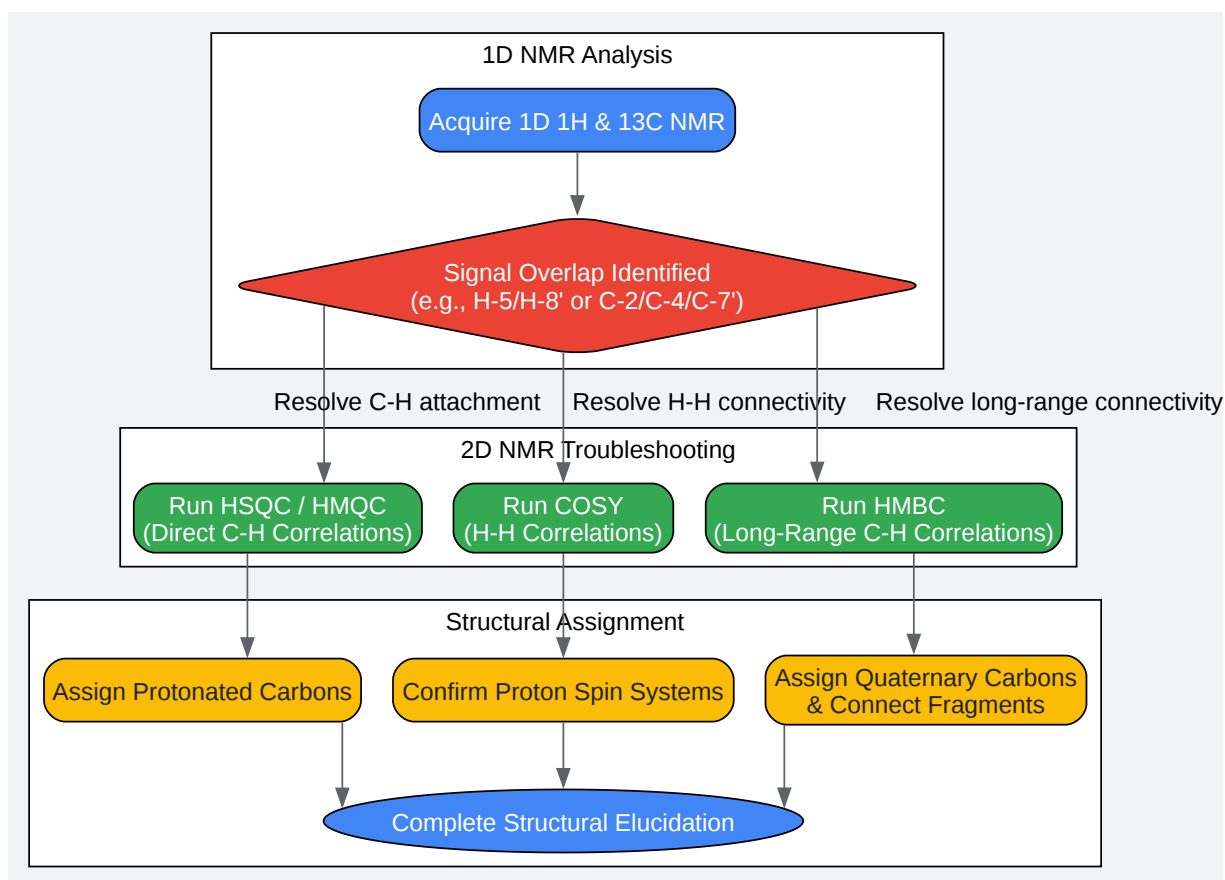 1D NMR Analysis
Acquire 1D 1H & 13C NMR
Signal Overlap Identified
(e.g., H-5/H-8' or C-2/C-4/C-7')
Resolve C-H attachment
Resolve H-H connectivity
Resolve long-range connectivity
2D NMR Troubleshooting
Run HSQC / HMQC
(Direct C-H Correlations)
Run COSY
(H-H Correlations)
Run HMBC
(Long-Range C-H Correlations)
Structural Assignment
Assign Protonated Carbons
Confirm Proton Spin Systems
Assign Quaternary Carbons
& Connect Fragments
Complete Structural Elucidation